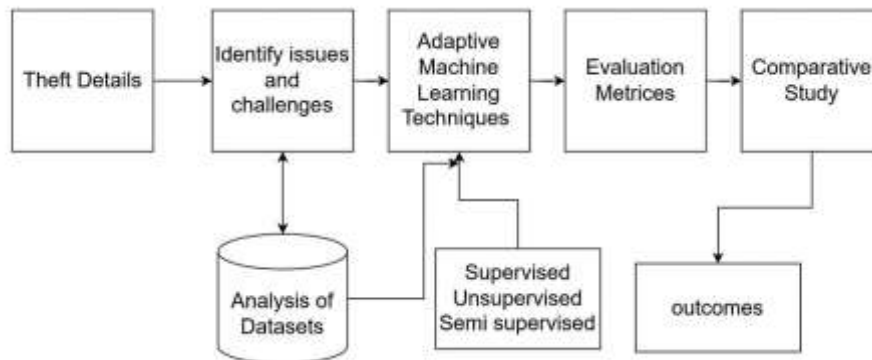 Theft Details
Identify issues
and
challenges
Adaptive
Machine
Learning
Techniques
Evaluation
Metrices
Comparative
Study
Analysis of
Datasets
Supervised
Unsupervised
Semi supervised
outcomes